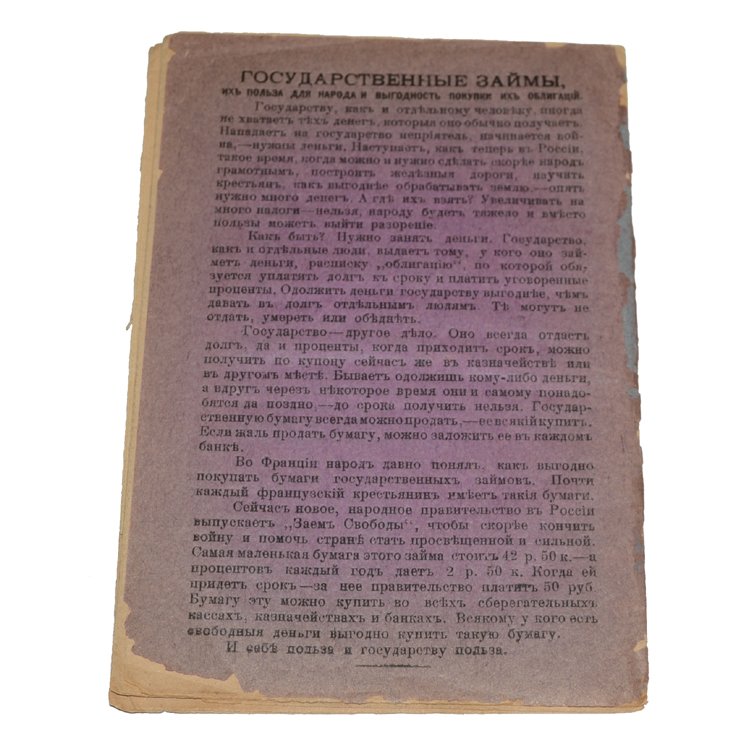 ГОСУДАРСТВЕННЫЕ ЗАЙМЫ,
ИХЪ ПОЛЬЗА ДЛЯ НАРОДА И ВЫГОДНОСТЬ ПОКУПКИ ИХЪ ОБЛИГАЦІЙ.
Государству, какъ и отдѣльному человѣку, иногда
не хватаетъ тѣхъ денегъ, которыя оно обычно получаетъ.
Нападаетъ на государство непріятель, начинается вой-
на,—нужны деньги. Наступаетъ, какъ теперь въ Россіи,
такое время, когда можно и нужно сдѣлать скорѣе народъ
грамотнымъ, построить желѣзныя дороги, научить
крестьянъ, какъ выгоднѣе обрабатывать землю,—опять
нужно много денегъ. А гдѣ ихъ взять? Увеличивать на
много налоги—нельзя, народу будетъ тяжело и вмѣсто
пользы можетъ выйти разореніе.
Какъ быть? Нужно занять деньги. Государство,
какъ и отдѣльные люди, выдаетъ тому, у кого оно зай-
метъ деньги, расписку „облигацію“, по которой обя-
зуется уплатить долгъ къ сроку и платить уговоренные
проценты. Одолжить деньги государству выгоднѣе, чѣмъ
давать въ долгъ отдѣльнымъ людямъ. Тѣ могутъ не
отдать, умереть или обѣднѣть.
Государство—другое дѣло. Оно всегда отдастъ
долгъ, да и проценты, когда приходитъ срокъ, можно
получить по купону сейчасъ же въ казначействѣ или
въ другомъ мѣстѣ. Бываетъ одолжишь кому-либо деньги,
а вдругъ черезъ нѣкоторое время они и самому понадо-
бятся да поздно,—до срока получить нельзя. Государ-
ственную бумагу всегда можно продать,—ее всякій купитъ.
Если жаль продать бумагу, можно заложить ее въ каждомъ
банкѣ.
Во Франціи народъ давно понялъ, какъ выгодно
покупать бумаги государственныхъ займовъ. Почти
каждый французскій крестьянинъ имѣетъ такія бумаги.
Сейчасъ новое, народное правительство въ Россіи
выпускаетъ „Заемъ Свободы“, чтобы скорѣе кончить
войну и помочь странѣ стать просвѣщенной и сильной.
Самая маленькая бумага этого займа стоитъ 42 р. 50 к.—а
процентовъ каждый годъ даетъ 2 р. 50 к. Когда ей
придетъ срокъ—за нее правительство платитъ 50 руб.
Бумагу эту можно купить во всѣхъ сберегательныхъ
кассахъ, казначействахъ и банкахъ. Всякому у кого есть
свободныя деньги выгодно купить такую бумагу.
И себѣ польза и государству польза.